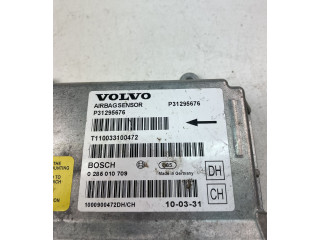 VOLVO
AIRBAGSENSOR P31295676
P31295676
T110033100472
BOSCH
0 285 010 709 Made in Germany
DH
CH
1000900472DH/CH 10-03-31